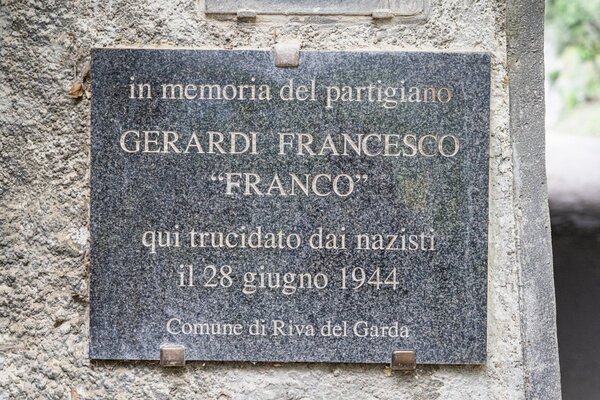 in memoria del partigiano
GERARDI FRANCESCO
“FRANCO”
qui trucidato dai nazisti
il 28 giugno 1944
Comune di Riva del Garda